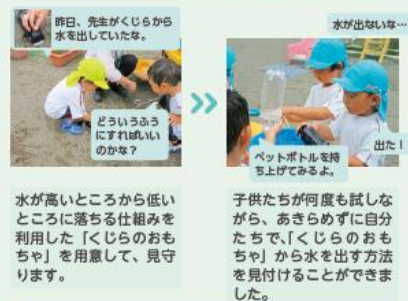 昨日、先生がくじらから
水を出していたな。
どういうふう
にすればいい
のかな？
水が高いところから低い
ところに落ちる仕組みを
利用した「くじらのおも
ちゃ」を用意して、見守
ります。
水が出ないな…
ペットボトルを持
ち上げてみるよ。
出た！
子供たちが何度も試しな
がら、あきらめずに自分
たちで、「くじらのおも
ちゃ」から水を出す方法
を見付けることができま
した。